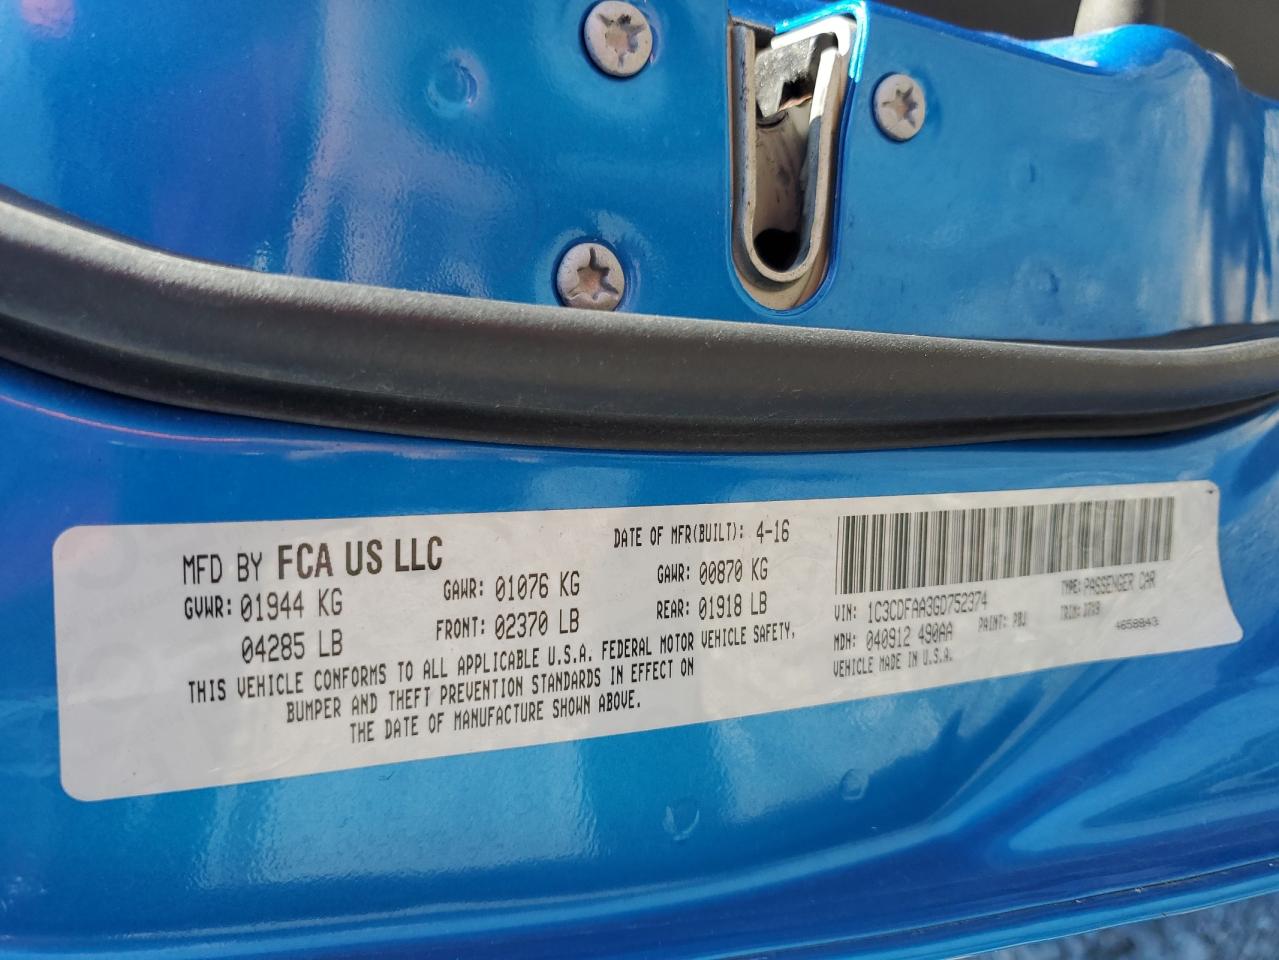 MFD BY FCA US LLC
DATE OF MFR(BUILT): 4-16
GVWR: 01944 KG
04285 LB
GAWR: 01076 KG
FRONT: 02370 LB
GAWR: 00870 KG
REAR: 01918 LB
THIS VEHICLE CONFORMS TO ALL APPLICABLE U.S.A. FEDERAL MOTOR VEHICLE SAFETY,
BUMPER AND THEFT PREVENTION STANDARDS IN EFFECT ON
THE DATE OF MANUFACTURE SHOWN ABOVE.
VIN: 1C3CDFAA3GD752374
TYPE: PASSENGER CAR
MDH: 040912 490AA
PAINT: PBJ
TRIM:
4658843
VEHICLE MADE IN U.S.A.